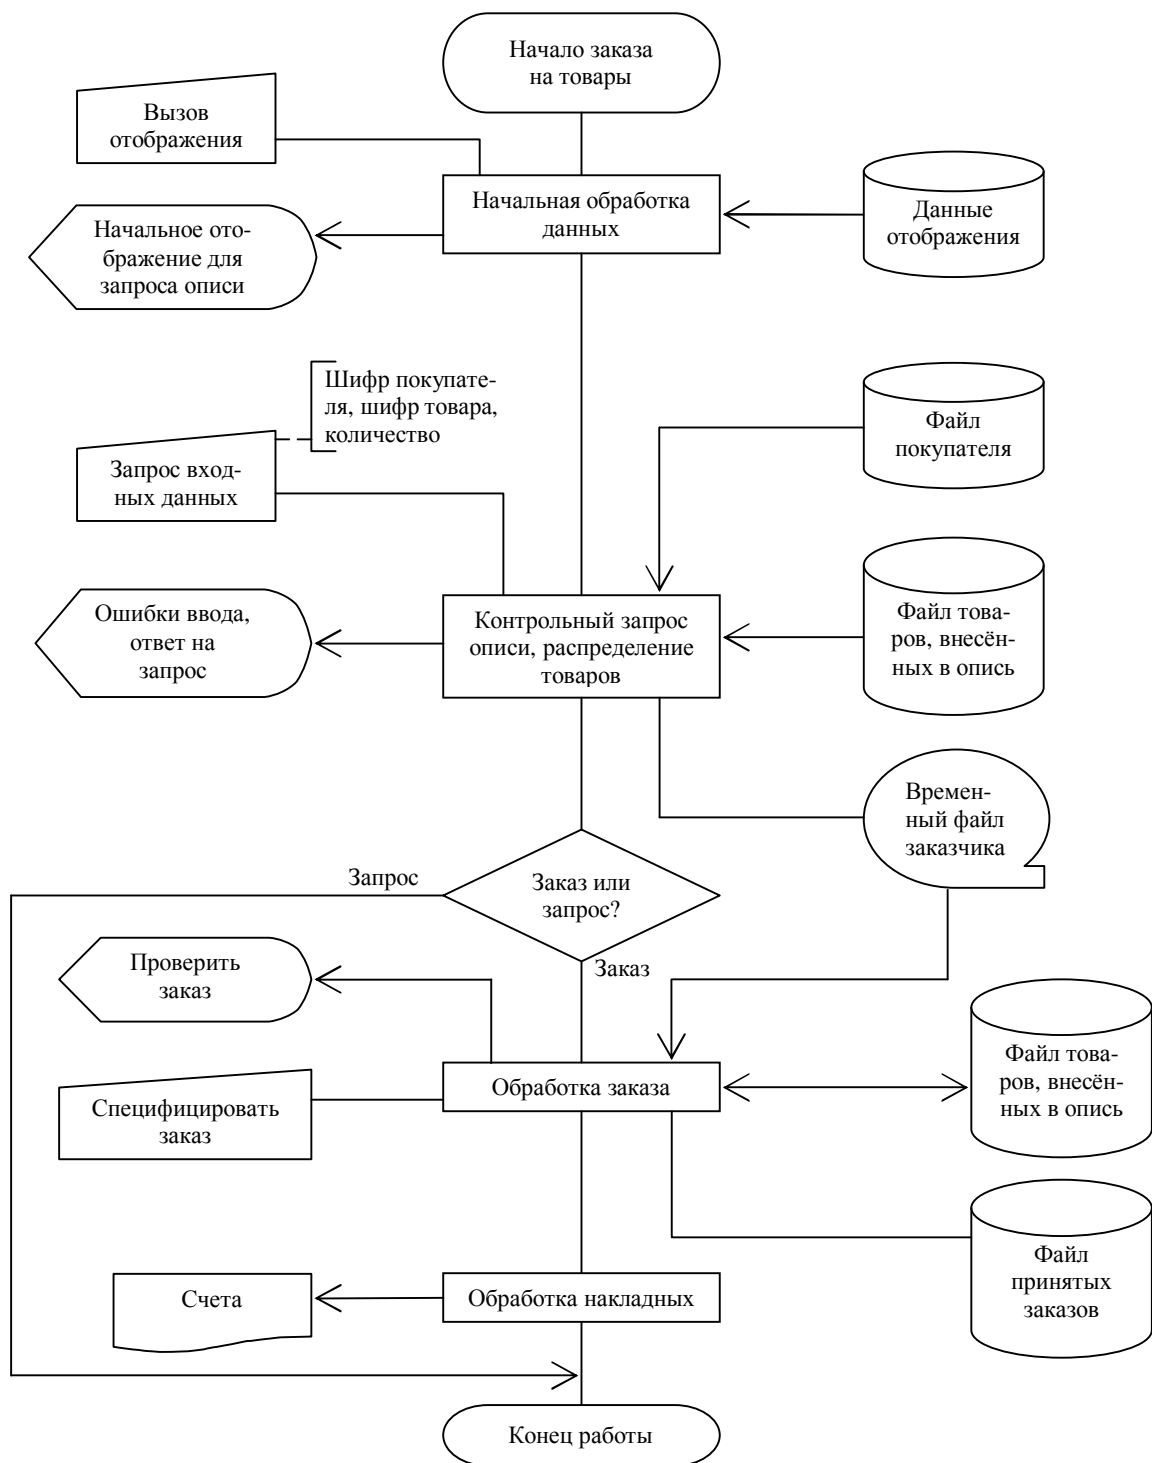 Начало заказа
на товары
Вызов
отображения
Начальная обработка
данных
Данные
отображения
Начальное ото-
бражение для
запроса описи
Шифр покупате-
ля, шифр товара,
количество
Файл
покупателя
Запрос вход-
ных данных
Ошибки ввода,
ответ на
запрос
Контрольный запрос
описи, распределение
товаров
Файл това-
ров, внесён-
ных в опись
Времен-
ный файл
заказчика
Запрос
Заказ или
запрос?
Заказ
Проверить
заказ
Обработка заказа
Файл това-
ров, внесён-
ных в опись
Специфицировать
заказ
Файл
принятых
заказов
Счета
Обработка накладных
Конец работы